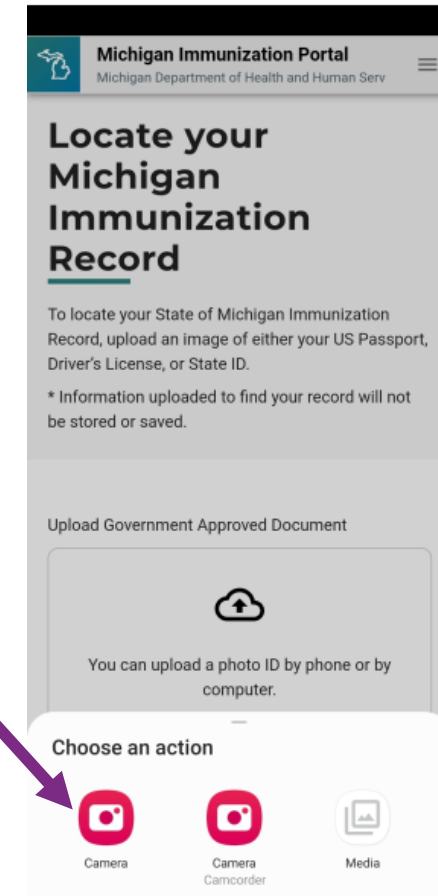 Michigan Immunization Portal
Michigan Department of Health and Human Serv
Locate your
Michigan
Immunization
Record
To locate your State of Michigan Immunization
Record, upload an image of either your US Passport,
Driver's License, or State ID.
* Information uploaded to find your record will not
be stored or saved.
Upload Government Approved Document
You can upload a photo ID by phone or by
computer.
Choose an action
Camera
Camera
Camcorder
Media